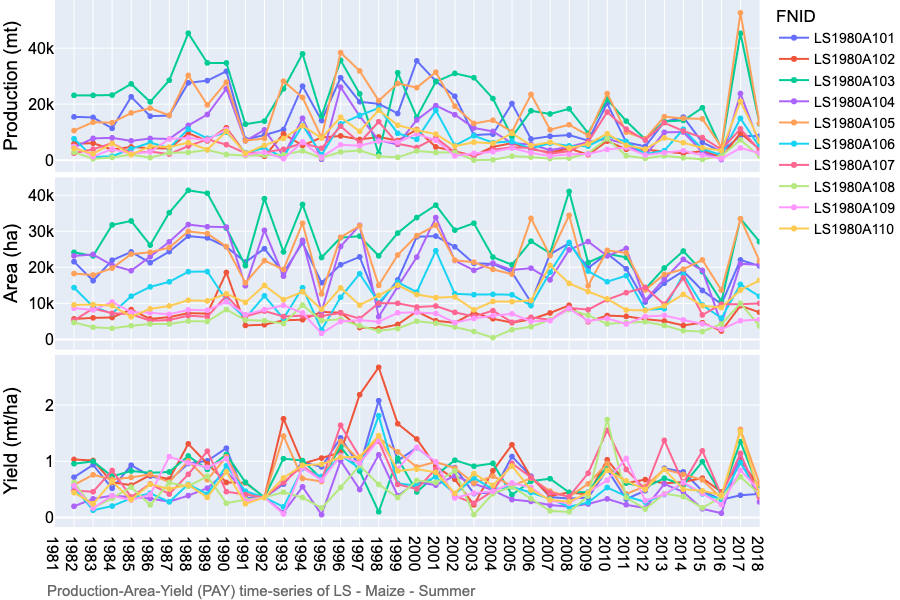 FNID
LS1980A101
LS1980A102
LS1980A103
LS1980A104
LS1980A105
LS1980A106
LS1980A107
LS1980A108
LS1980A109
LS1980A110
Production (mt)
40k
20k
0
Area (ha)
40k
30k
20k
10k
0
Yield (mt/ha)
2
1
0
1981
1982
1983
1984
1985
1986
1987
1988
1989
1990
1991
1992
1993
1994
1995
1996
1997
1998
1999
2000
2001
2002
2003
2004
2005
2006
2007
2008
2009
2010
2011
2012
2013
2014
2015
2016
2017
2018
Production-Area-Yield (PAY) time-series of LS - Maize - Summer